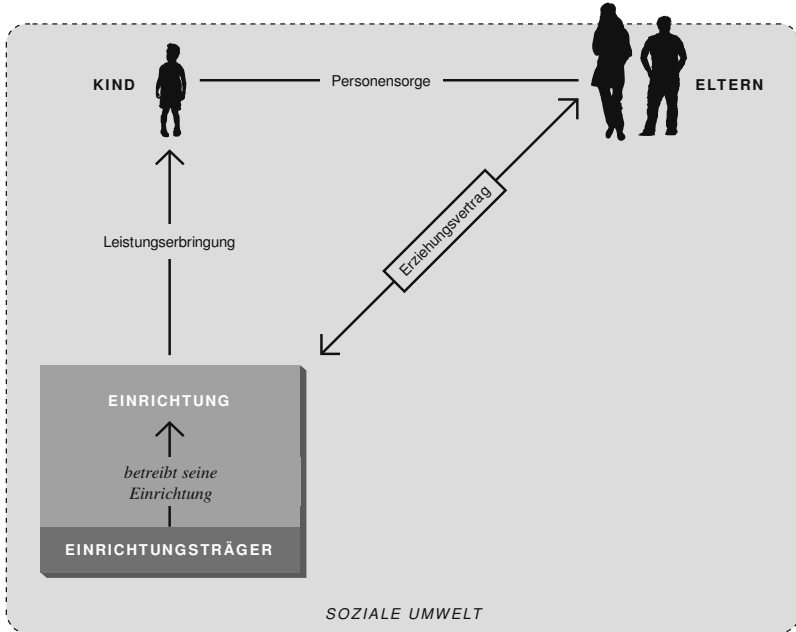 KIND
Personensorge
ELTERN
Erziehungsvertrag
Leistungserbringung
EINRICHTUNG
betreibt seine
Einrichtung
EINRICHTUNGSTRÄGER
SOZIALE UMWELT